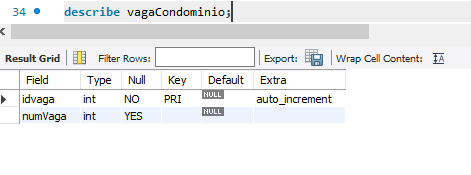 34 describe vagaCondominio;
Result Grid Filter Rows: Export: Wrap Cell Content: IA
Field Type Null Key Default Extra
idvaga int NO PRI NULL auto_increment
numVaga int YES NULL